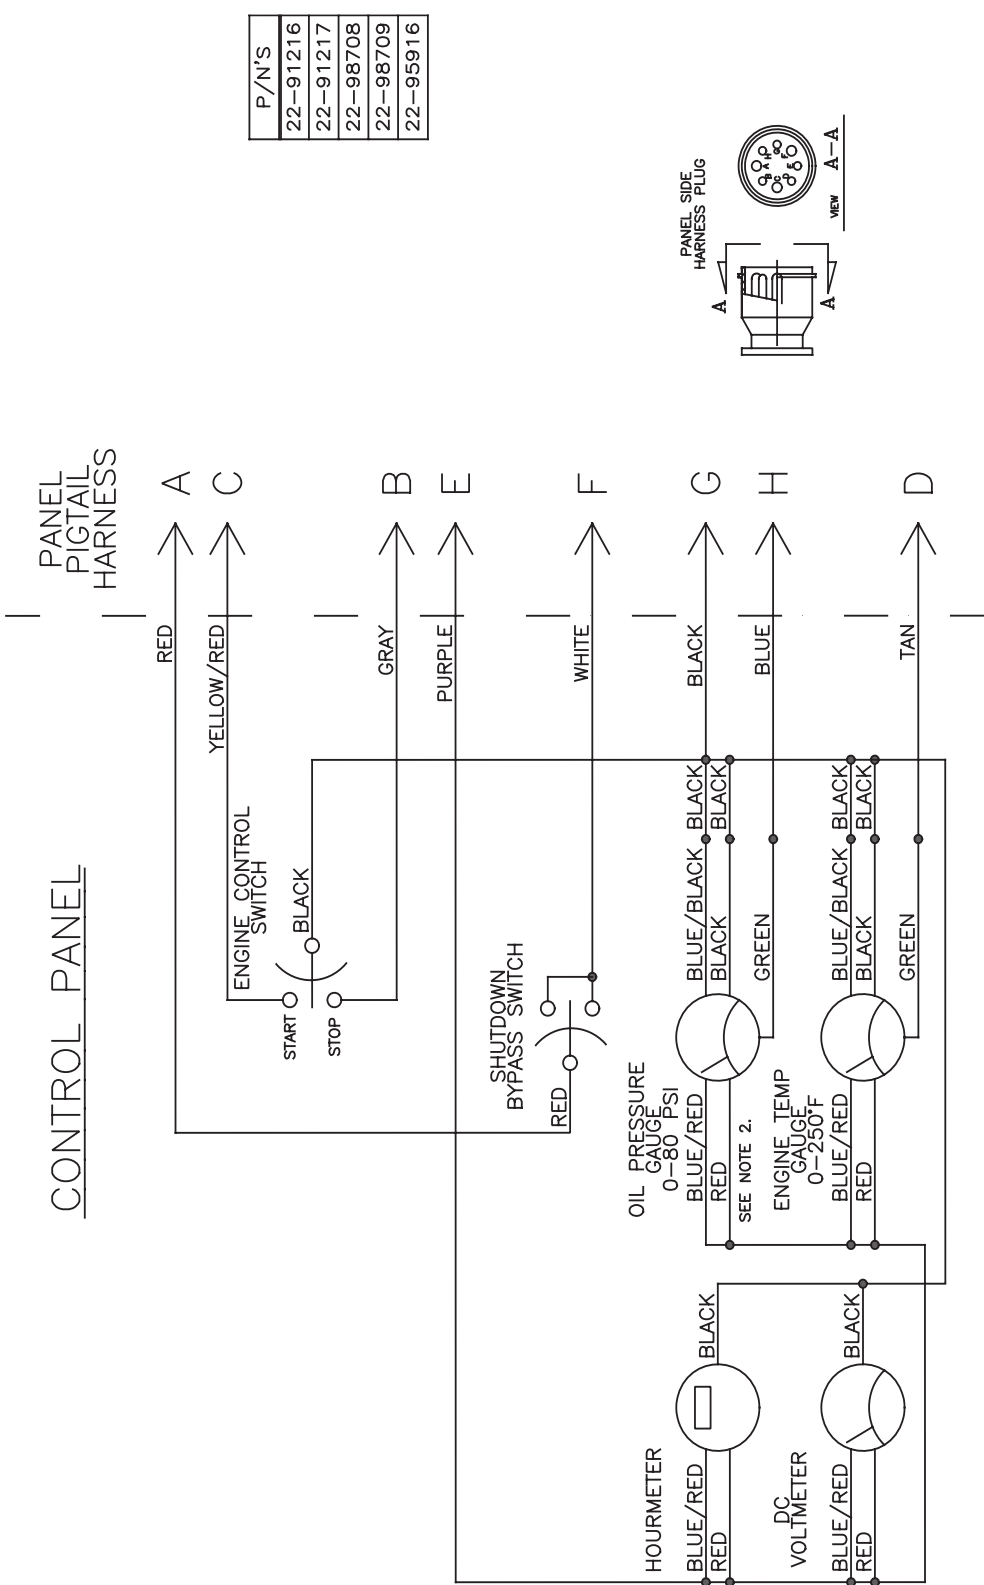 CONTROL PANEL
PANEL
PIGTAIL
HARNESS
P/N'S
22-91216
22-91217
22-98708
22-98709
22-95916
RED
A
YELLOW/RED
C
ENGINE CONTROL
SWITCH
START
STOP
BLACK
GRAY
B
PURPLE
E
SHUTDOWN
BYPASS SWITCH
RED
WHITE
F
HOURMETER
BLUE/RED
RED
BLACK
OIL PRESSURE
GAUGE
0-80 PSI
BLUE/RED
RED
SEE NOTE 2.
BLUE/BLACK
BLACK
GREEN
BLACK
BLACK
BLACK
G
BLUE
H
DC
VOLTMETER
BLUE/RED
RED
BLACK
ENGINE TEMP
GAUGE
0-250°F
BLUE/RED
RED
BLUE/BLACK
BLACK
GREEN
BLACK
BLACK
TAN
D
PANEL SIDE
HARNESS PLUG
A
A
A
B
C
D
E
F
G
H
VIEW A-A